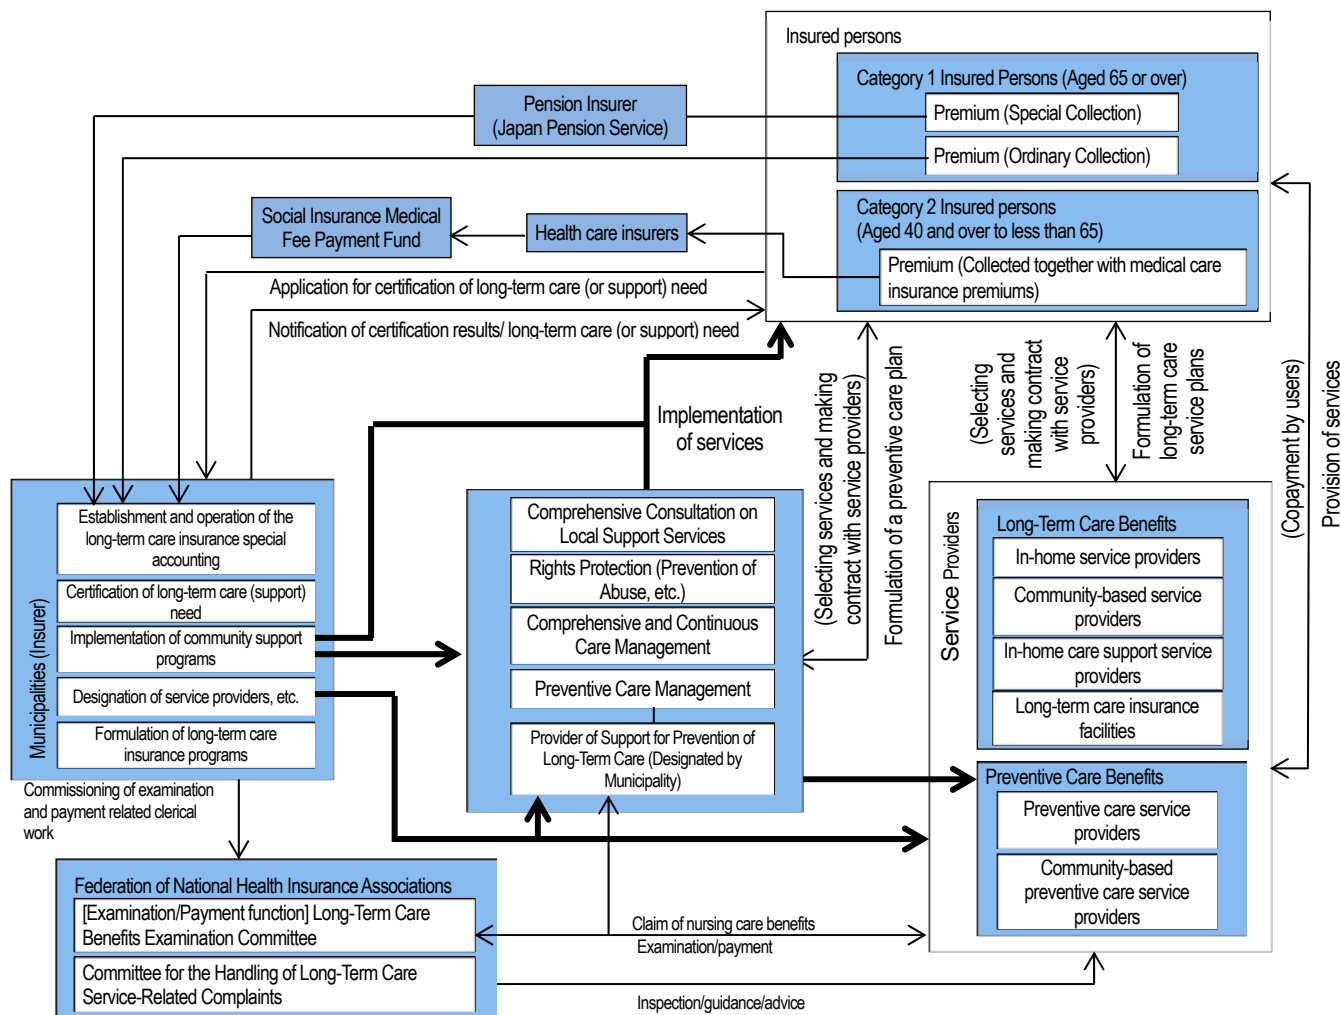 Insured persons
Category 1 Insured Persons (Aged 65 or over)
Premium (Special Collection)
Premium (Ordinary Collection)
Pension Insurer
(Japan Pension Service)
Category 2 Insured persons
(Aged 40 and over to less than 65)
Premium (Collected together with medical care
insurance premiums)
Social Insurance Medical
Fee Payment Fund
Health care insurers
Application for certification of long-term care (or support) need
Notification of certification results/ long-term care (or support) need
Implementation
of services
(Selecting services and making
contract with service providers)
Formulation of a preventive care plan
(Selecting
services and
making contract
with service
providers)
Formulation of
long-term care
service plans
(Copayment by users)
Provision of services
Municipalities (Insurer)
Establishment and operation of the
long-term care insurance special
accounting
Certification of long-term care (support)
need
Implementation of community support
programs
Designation of service providers, etc.
Formulation of long-term care
insurance programs
Comprehensive Consultation on
Local Support Services
Rights Protection (Prevention of
Abuse, etc.)
Comprehensive and Continuous
Care Management
Preventive Care Management
Provider of Support for Prevention of
Long-Term Care (Designated by
Municipality)
Service Providers
Long-Term Care Benefits
In-home service providers
Community-based service
providers
In-home care support service
providers
Long-term care insurance
facilities
Preventive Care Benefits
Preventive care service
providers
Community-based
preventive care service
providers
Commissioning of examination
and payment related clerical
work
Federation of National Health Insurance Associations
[Examination/Payment function] Long-Term Care
Benefits Examination Committee
Committee for the Handling of Long-Term Care
Service-Related Complaints
Claim of nursing care benefits
Examination/payment
Inspection/guidance/advice